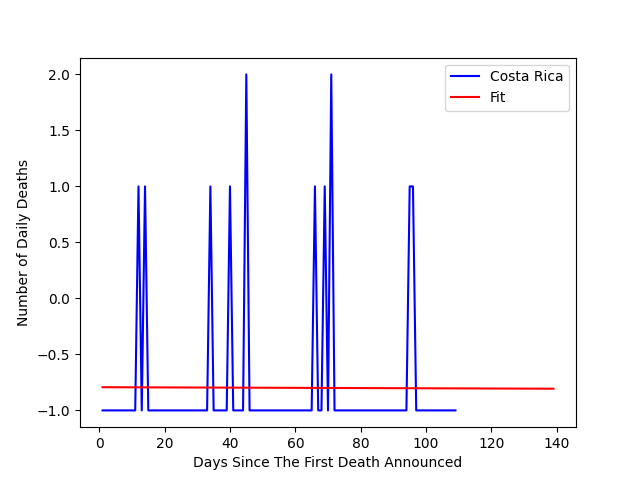 Costa Rica
Fit
2.0
1.5
1.0
0.5
0.0
−0.5
−1.0
Number of Daily Deaths
0 20 40 60 80 100 120 140
Days Since The First Death Announced